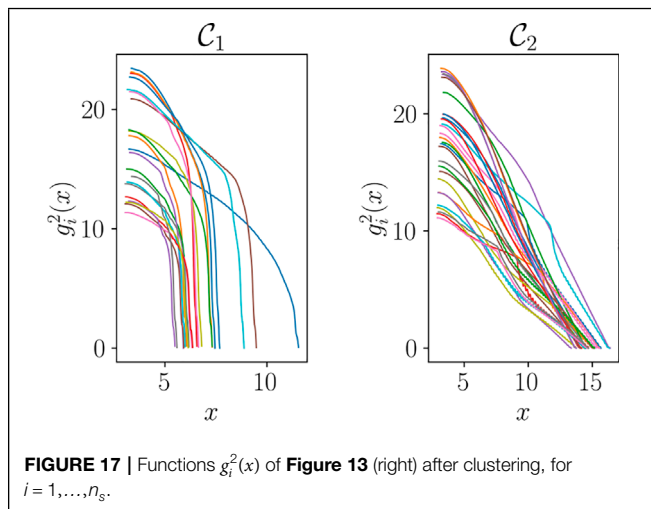 𝒞₁
𝒞₂
20
10
0
g_i^2(x)
5
10
x
20
10
0
g_i^2(x)
5
10
15
x
FIGURE 17 | Functions g_i^2(x) of Figure 13 (right) after clustering, for
i = 1,…,n_s.